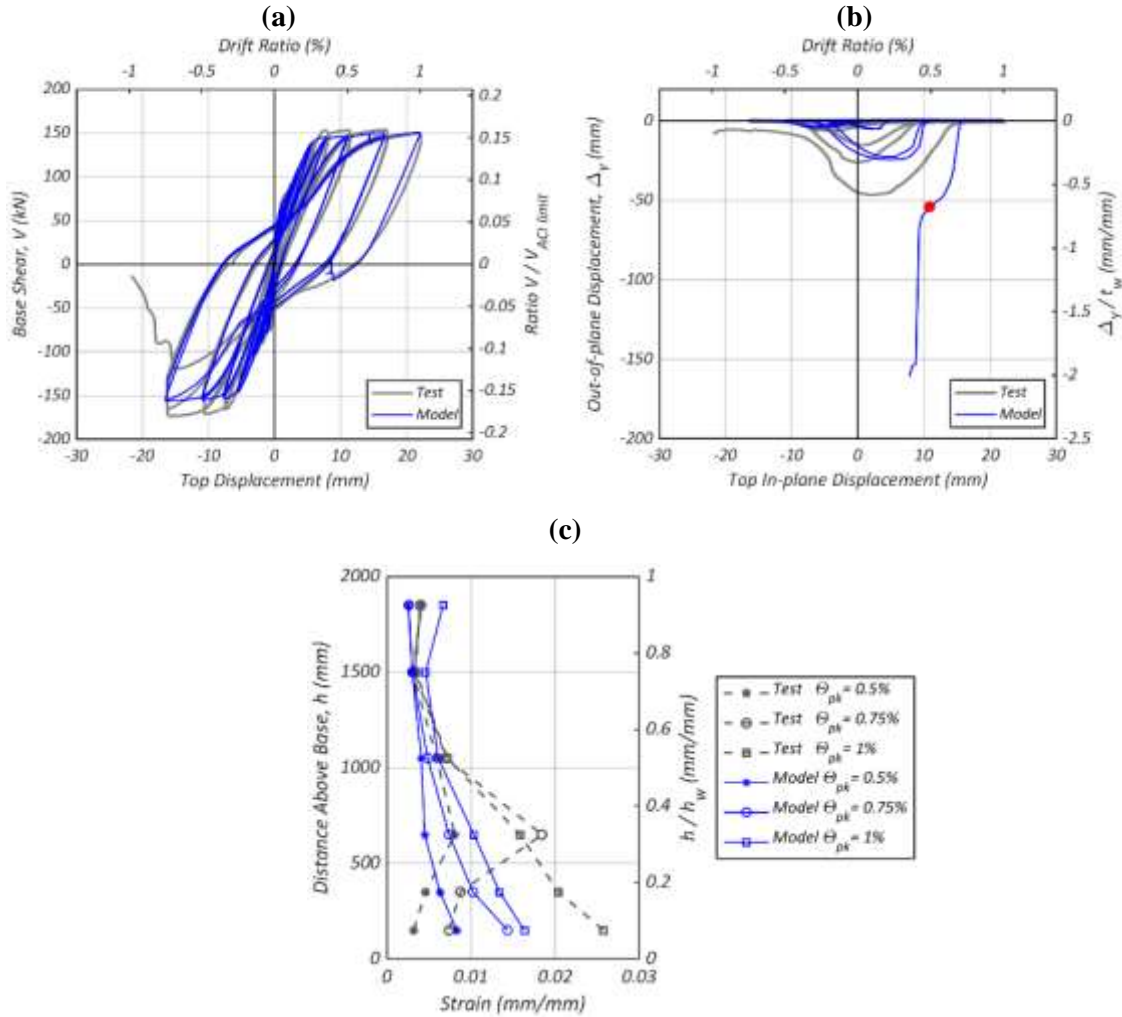 (a)
Drift Ratio (%)
-1 -0.5 0 0.5 1
200
150
100
50
0
-50
-100
-150
-200
Base Shear, V (kN)
0.2
0.15
0.1
0.05
0
-0.05
-0.1
-0.15
-0.2
Ratio V / V ACI limit
Test
Model
-30 -20 -10 0 10 20 30
Top Displacement (mm)
(b)
Drift Ratio (%)
-1 -0.5 0 0.5 1
20
0
-50
-100
-150
-200
Out-of-plane Displacement, Δy (mm)
0
-0.5
-1
-1.5
-2
-2.5
Δy / tw (mm/mm)
Test
Model
-30 -20 -10 0 10 20 30
Top In-plane Displacement (mm)
(c)
2000
1500
1000
500
0
Distance Above Base, h (mm)
1
0.8
0.6
0.4
0.2
0
h / hw (mm/mm)
0 0.01 0.02 0.03
Strain (mm/mm)
Test Θpk = 0.5%
Test Θpk = 0.75%
Test Θpk = 1%
Model Θpk = 0.5%
Model Θpk = 0.75%
Model Θpk = 1%